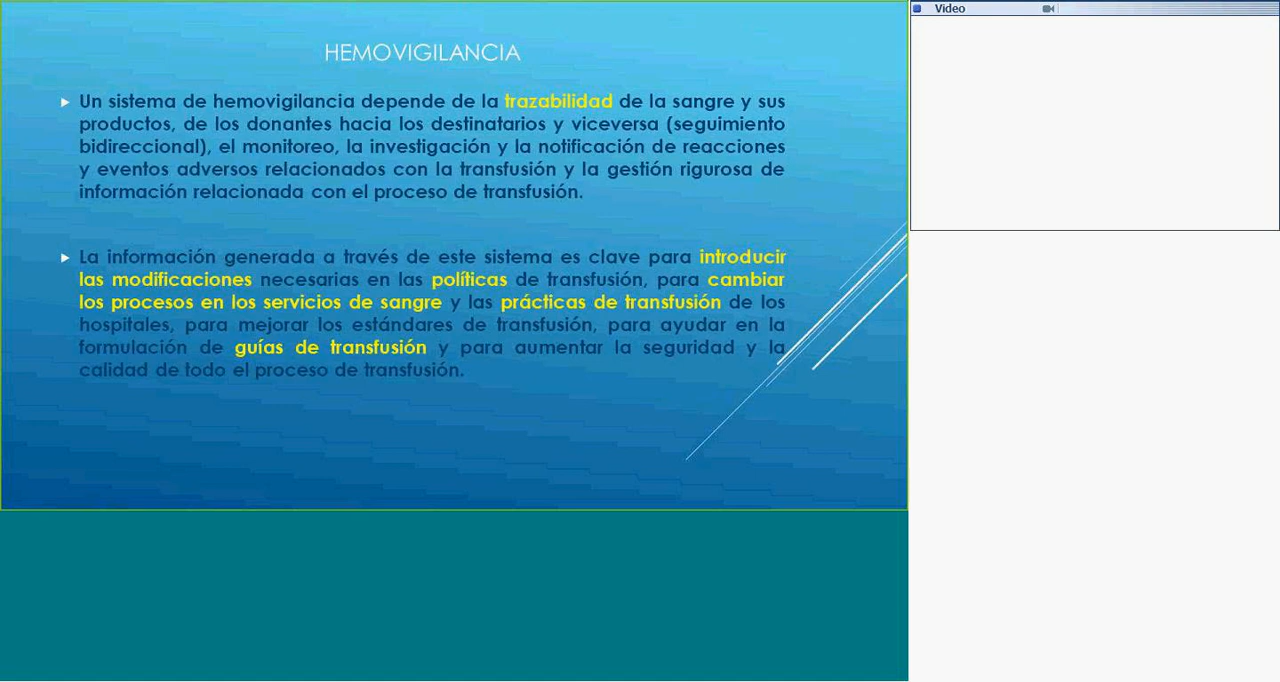 HEMOVIGILANCIA
Un sistema de hemovigilancia depende de la trazabilidad de la sangre y sus
productos, de los donantes hacia los destinatarios y viceversa (seguimiento
bidireccional), el monitoreo, la investigación y la notificación de reacciones
y eventos adversos relacionados con la transfusión y la gestión rigurosa de
información relacionada con el proceso de transfusión.
La información generada a través de este sistema es clave para introducir
las modificaciones necesarias en las políticas de transfusión, para cambiar
los procesos en los servicios de sangre y las prácticas de transfusión de los
hospitales, para mejorar los estándares de transfusión, para ayudar en la
formulación de guías de transfusión y para aumentar la seguridad y la
calidad de todo el proceso de transfusión.
Video